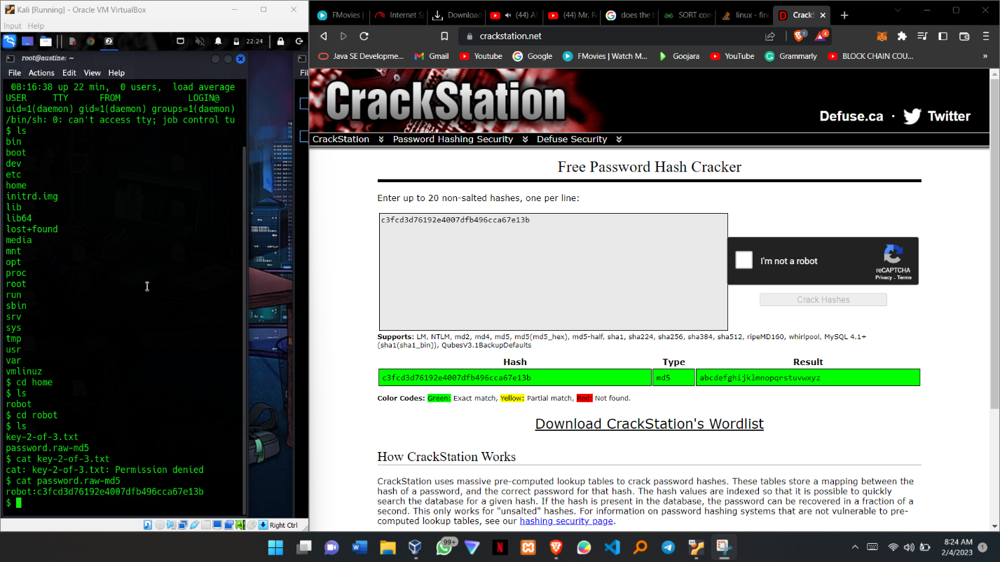 Kali [Running] - Oracle VM VirtualBox
Input Help
22:24
root@austine: ~
File Actions Edit View Help
08:16:38 up 22 min, 0 users, load average
USER TTY FROM LOGIN@
uid=1(daemon) gid=1(daemon) groups=1(daemon)
/bin/sh: 0: can't access tty; job control tu
$ ls
bin
boot
dev
etc
home
initrd.img
lib
lib64
lost+found
media
mnt
opt
proc
root
run
sbin
srv
sys
tmp
usr
var
vmlinuz
$ cd home
$ ls
robot
$ cd robot
$ ls
key-2-of-3.txt
password.raw-md5
$ cat key-2-of-3.txt
cat: key-2-of-3.txt: Permission denied
$ cat password.raw-md5
robot:c3fcd3d76192e4007dfb496cca67e13b
$
Right Ctrl
Fil
FMovies | Internet S Download (44) Af (44) Mr. R does the b SORT com linux - fin Crack
crackstation.net
1 4
Java SE Developme... Gmail Youtube Google FMovies | Watch M... Goojara YouTube Grammarly BLOCK CHAIN COU... »
CrackStation
Defuse.ca · Twitter
CrackStation Password Hashing Security Defuse Security
Free Password Hash Cracker
Enter up to 20 non-salted hashes, one per line:
c3fcd3d76192e4007dfb496cca67e13b
I'm not a robot
reCAPTCHA
Privacy - Terms
Crack Hashes
Supports: LM, NTLM, md2, md4, md5, md5(md5_hex), md5-half, sha1, sha224, sha256, sha384, sha512, ripeMD160, whirlpool, MySQL 4.1+
(sha1(sha1_bin)), QubesV3.1BackupDefaults
Hash Type Result
c3fcd3d76192e4007dfb496cca67e13b md5 abcdefghijklmnopqrstuvwxyz
Color Codes: Green: Exact match, Yellow: Partial match, Red: Not found.
Download CrackStation's Wordlist
How CrackStation Works
CrackStation uses massive pre-computed lookup tables to crack password hashes. These tables store a mapping between the
hash of a password, and the correct password for that hash. The hash values are indexed so that it is possible to quickly
search the database for a given hash. If the hash is present in the database, the password can be recovered in a fraction of a
second. This only works for "unsalted" hashes. For information on password hashing systems that are not vulnerable to pre-
computed lookup tables, see our hashing security page.
99+
8:24 AM
2/4/2023
1